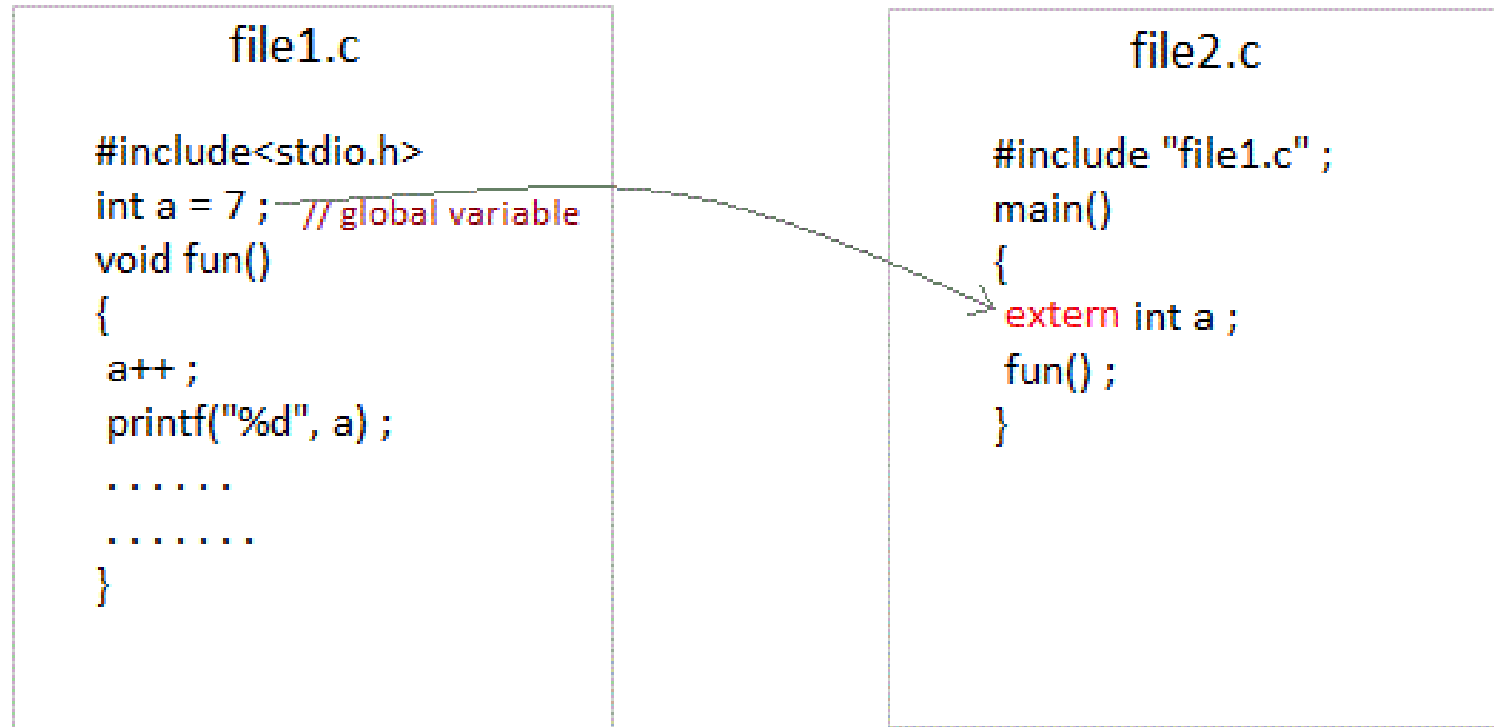 file1.c
#include<stdio.h>
int a = 7 ; // global variable
void fun()
{
a++ ;
printf("%d", a) ;
. . . . . .
. . . . . . .
}
file2.c
#include "file1.c" ;
main()
{
extern int a ;
fun() ;
}